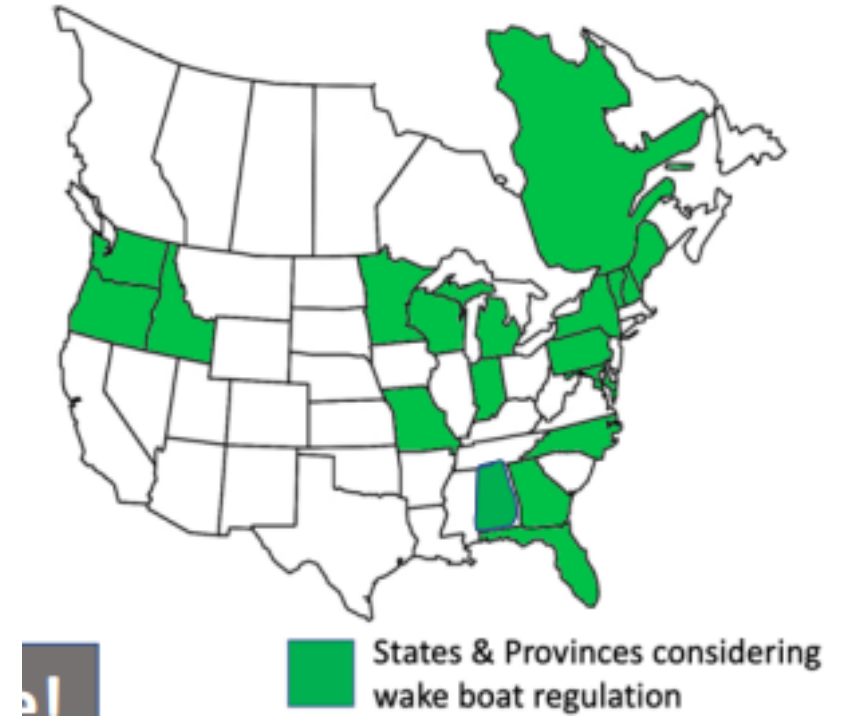 States & Provinces considering
wake boat regulation
e!